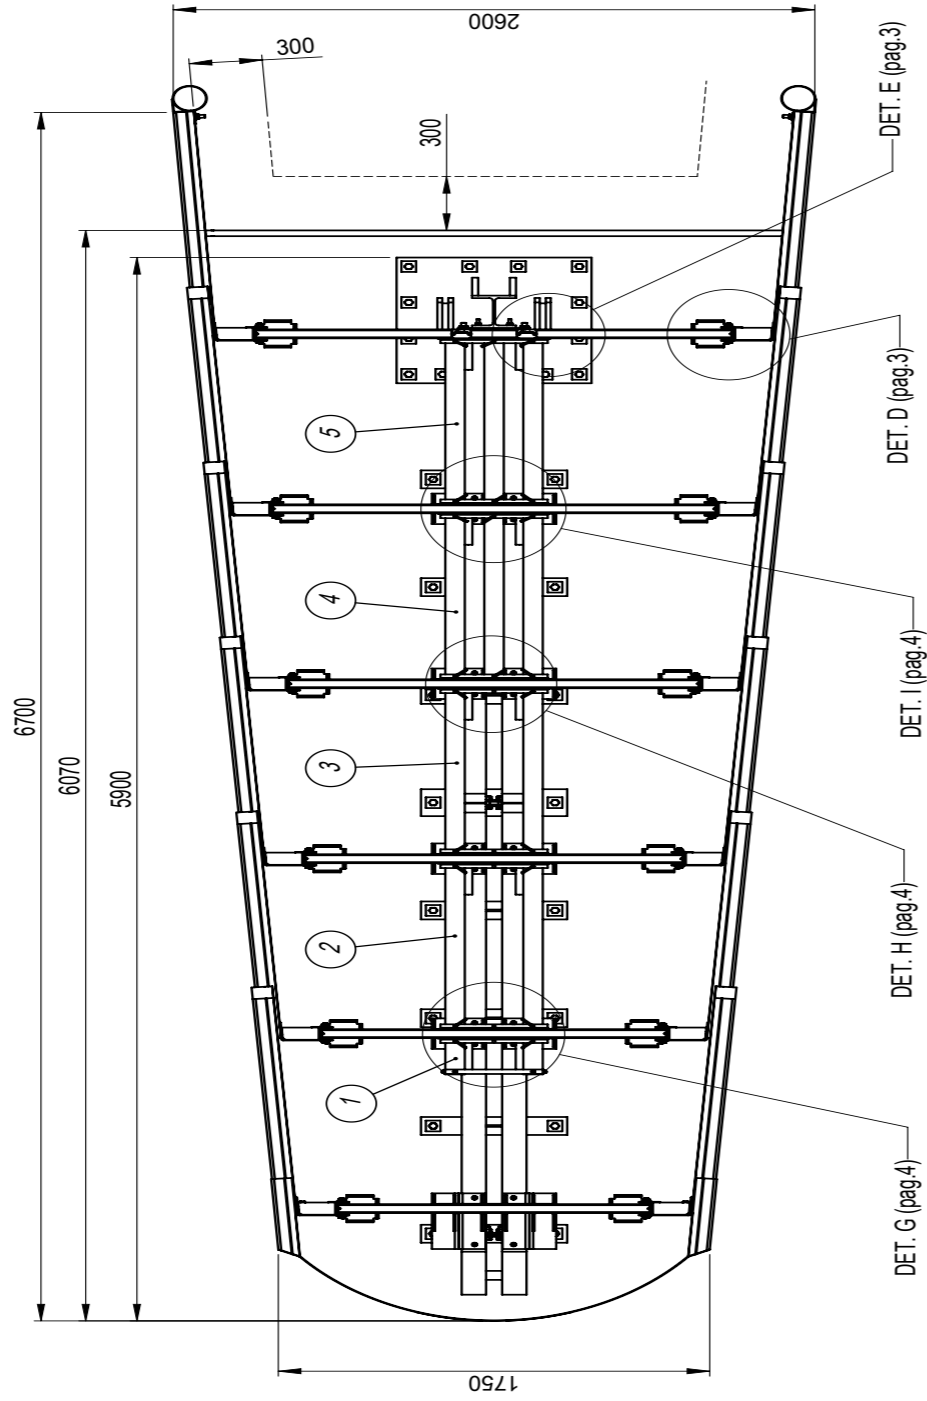 2600
300
300
6700
6070
5900
DET. E (pag.3)
DET. D (pag.3)
5
4
DET. I (pag.4)
3
2
DET. H (pag.4)
1
DET. G (pag.4)
1750